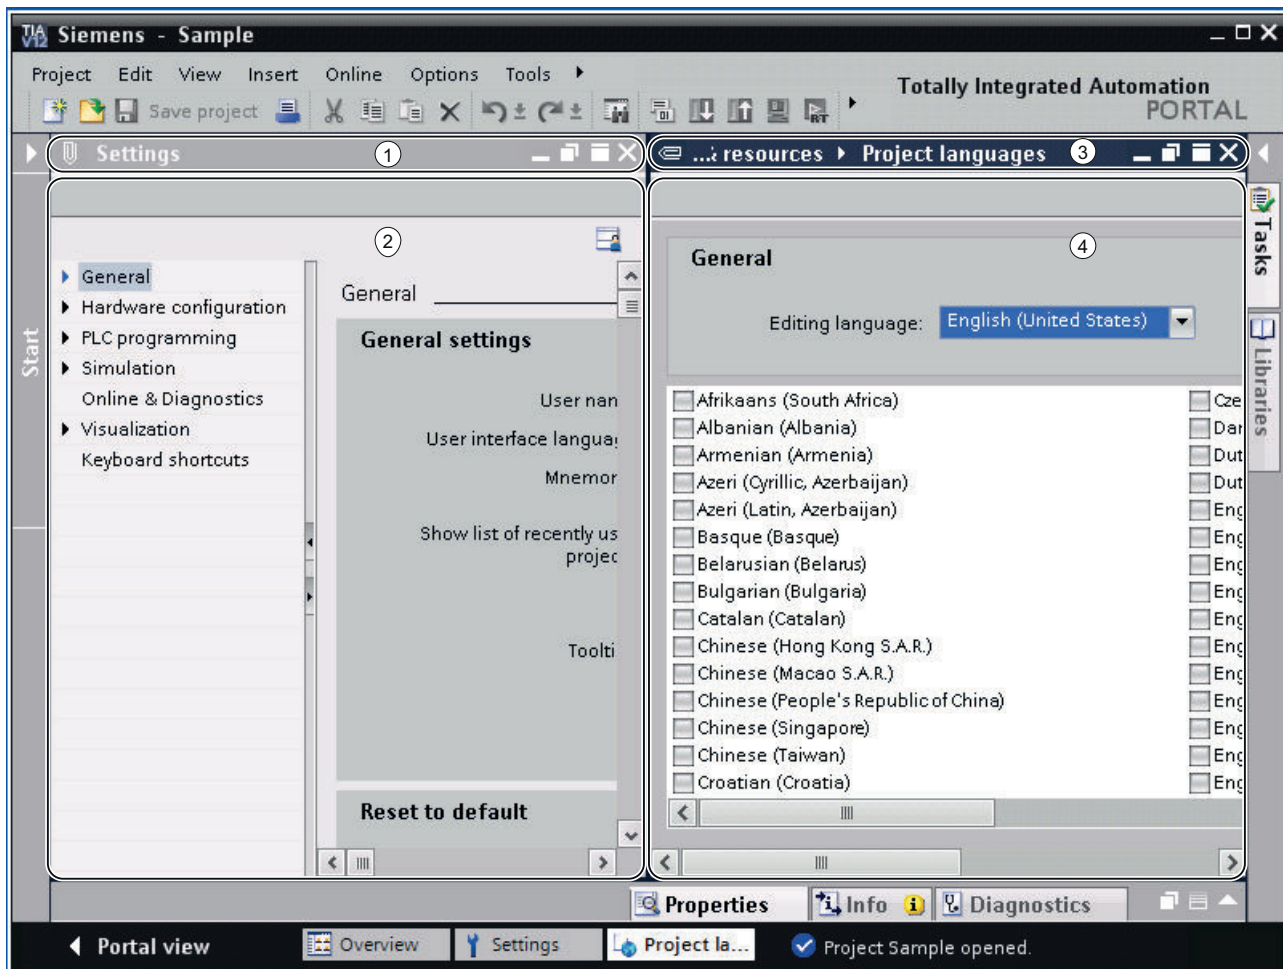 TIA V12 Siemens - Sample
Project Edit View Insert Online Options Tools
Totally Integrated Automation
PORTAL
Save project
Settings 1
...: resources Project languages 3
2
4
Start
Tasks
Libraries
General
Hardware configuration
PLC programming
Simulation
Online & Diagnostics
Visualization
Keyboard shortcuts
General
General settings
User nan
User interface languag
Mnemor
Show list of recently us
projec
Toolti
Reset to default
General
Editing language: English (United States)
Afrikaans (South Africa) Cze
Albanian (Albania) Dar
Armenian (Armenia) Dut
Azeri (Cyrillic, Azerbaijan) Dut
Azeri (Latin, Azerbaijan) Eng
Basque (Basque) Eng
Belarusian (Belarus) Eng
Bulgarian (Bulgaria) Eng
Catalan (Catalan) Eng
Chinese (Hong Kong S.A.R.) Eng
Chinese (Macao S.A.R.) Eng
Chinese (People's Republic of China) Eng
Chinese (Singapore) Eng
Chinese (Taiwan) Eng
Croatian (Croatia) Eng
Properties Info Diagnostics
Portal view Overview Settings Project la... Project Sample opened.